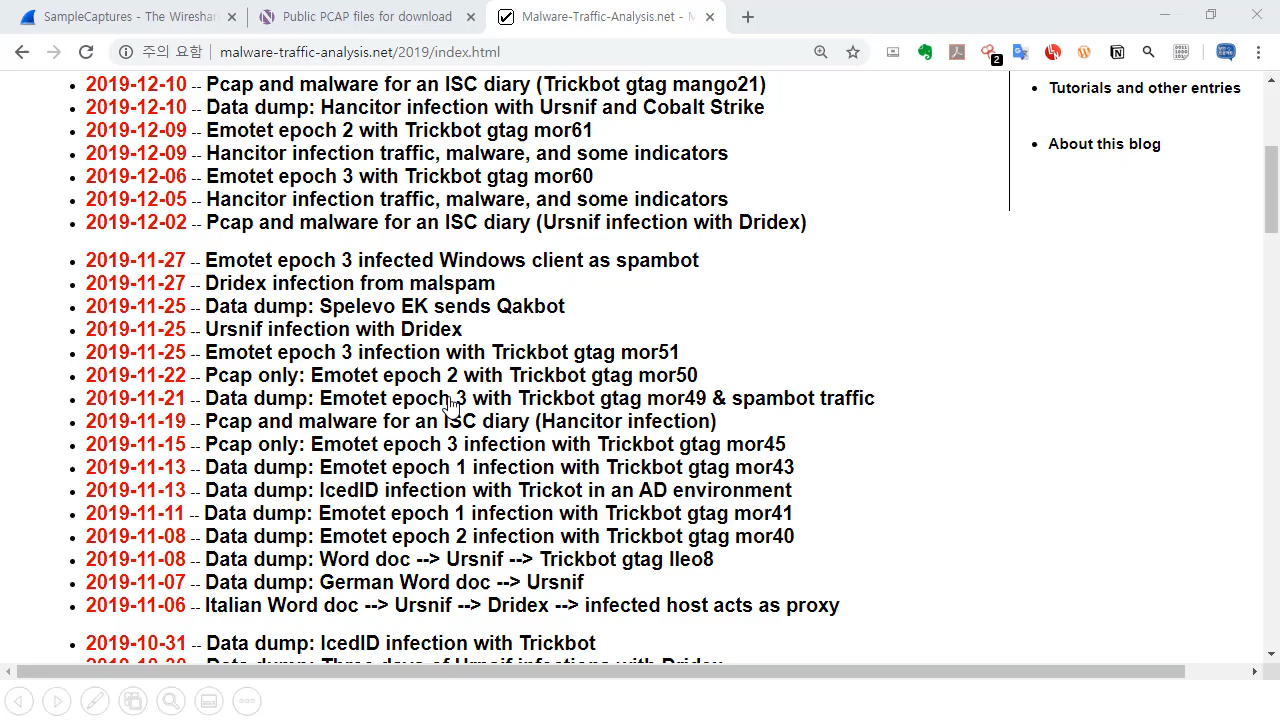 SampleCaptures - The Wireshar
Public PCAP files for download
Malware-Traffic-Analysis.net - M
주의 요함
malware-traffic-analysis.net/2019/index.html
2
2019-12-10 -- Pcap and malware for an ISC diary (Trickbot gtag mango21)
2019-12-10 -- Data dump: Hancitor infection with Ursnif and Cobalt Strike
2019-12-09 -- Emotet epoch 2 with Trickbot gtag mor61
2019-12-09 -- Hancitor infection traffic, malware, and some indicators
2019-12-06 -- Emotet epoch 3 with Trickbot gtag mor60
2019-12-05 -- Hancitor infection traffic, malware, and some indicators
2019-12-02 -- Pcap and malware for an ISC diary (Ursnif infection with Dridex)
2019-11-27 -- Emotet epoch 3 infected Windows client as spambot
2019-11-27 -- Dridex infection from malspam
2019-11-25 -- Data dump: Spelevo EK sends Qakbot
2019-11-25 -- Ursnif infection with Dridex
2019-11-25 -- Emotet epoch 3 infection with Trickbot gtag mor51
2019-11-22 -- Pcap only: Emotet epoch 2 with Trickbot gtag mor50
2019-11-21 -- Data dump: Emotet epoch 3 with Trickbot gtag mor49 & spambot traffic
2019-11-19 -- Pcap and malware for an ISC diary (Hancitor infection)
2019-11-15 -- Pcap only: Emotet epoch 3 infection with Trickbot gtag mor45
2019-11-13 -- Data dump: Emotet epoch 1 infection with Trickbot gtag mor43
2019-11-13 -- Data dump: IcedID infection with Trickot in an AD environment
2019-11-11 -- Data dump: Emotet epoch 1 infection with Trickbot gtag mor41
2019-11-08 -- Data dump: Emotet epoch 2 infection with Trickbot gtag mor40
2019-11-08 -- Data dump: Word doc --> Ursnif --> Trickbot gtag lleo8
2019-11-07 -- Data dump: German Word doc --> Ursnif
2019-11-06 -- Italian Word doc --> Ursnif --> Dridex --> infected host acts as proxy
2019-10-31 -- Data dump: IcedID infection with Trickbot
2019-10-30 -- Data dump: Three days of Ursnif infections with Dridex
Tutorials and other entries
About this blog